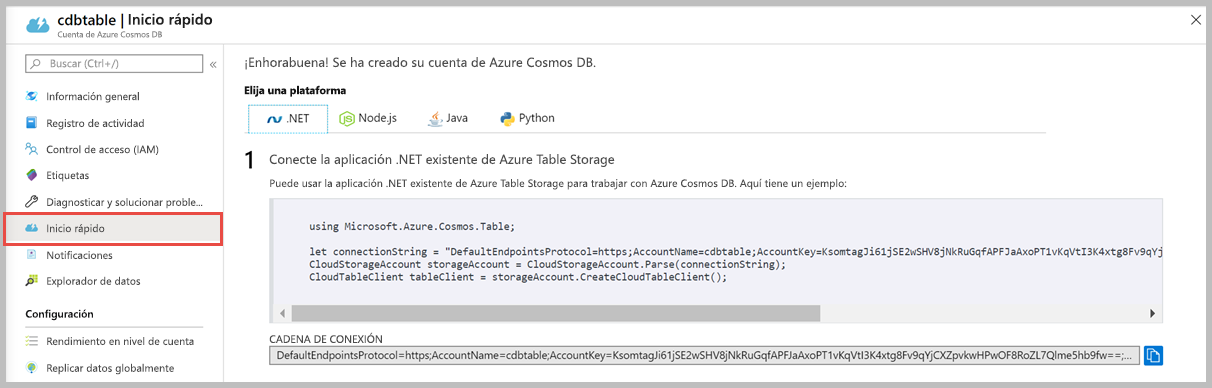 cdbtable | Inicio rápido
Cuenta de Azure Cosmos DB
Buscar (Ctrl+/)
«
Información general
Registro de actividad
Control de acceso (IAM)
Etiquetas
Diagnosticar y solucionar proble...
Inicio rápido
Notificaciones
Explorador de datos
Configuración
Rendimiento en nivel de cuenta
Replicar datos globalmente
¡Enhorabuena! Se ha creado su cuenta de Azure Cosmos DB.
Elija una plataforma
.NET Node.js Java Python
1 Conecte la aplicación .NET existente de Azure Table Storage
Puede usar la aplicación .NET existente de Azure Table Storage para trabajar con Azure Cosmos DB. Aquí tiene un ejemplo:
using Microsoft.Azure.Cosmos.Table;
let connectionString = "DefaultEndpointsProtocol=https;AccountName=cdbtable;AccountKey=KsomtagJi61jSE2wSHV8jNkRuGqfAPFJaAxoPT1vKqVtI3K4xtg8Fv9qYj
CloudStorageAccount storageAccount = CloudStorageAccount.Parse(connectionString);
CloudTableClient tableClient = storageAccount.CreateCloudTableClient();
CADENA DE CONEXIÓN
DefaultEndpointsProtocol=https;AccountName=cdbtable;AccountKey=KsomtagJi61jSE2wSHV8jNkRuGqfAPFJaAxoPT1vKqVtI3K4xtg8Fv9qYjCXZpvkwHPwOF8RoZL7Qlme5hb9fw==;...